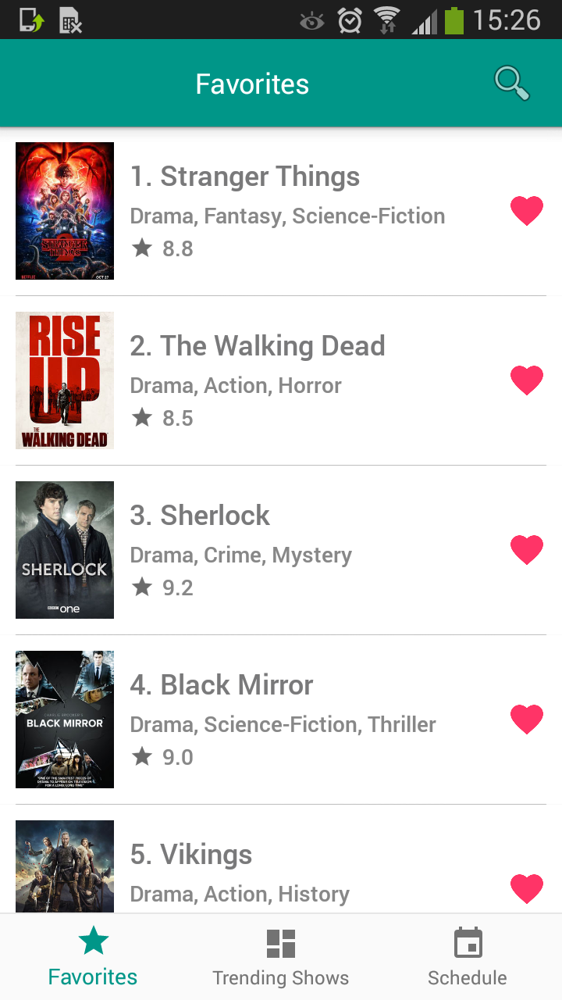 15:26
Favorites
STRANGER
THINGS
2
NETFLIX
OCT 27
1. Stranger Things
Drama, Fantasy, Science-Fiction
8.8
RISE
UP
THE
WALKING DEAD
2. The Walking Dead
Drama, Action, Horror
8.5
SHERLOCK
BBC one
3. Sherlock
Drama, Crime, Mystery
9.2
CHARLIE BROOKER'S
BLACK MIRROR
"ONE OF THE SMARTEST PIECES OF
DRAMA TO APPEAR ON TELEVISION
FOR A LONG, LONG TIME"
4. Black Mirror
Drama, Science-Fiction, Thriller
9.0
5. Vikings
Drama, Action, History
Favorites
Trending Shows
Schedule